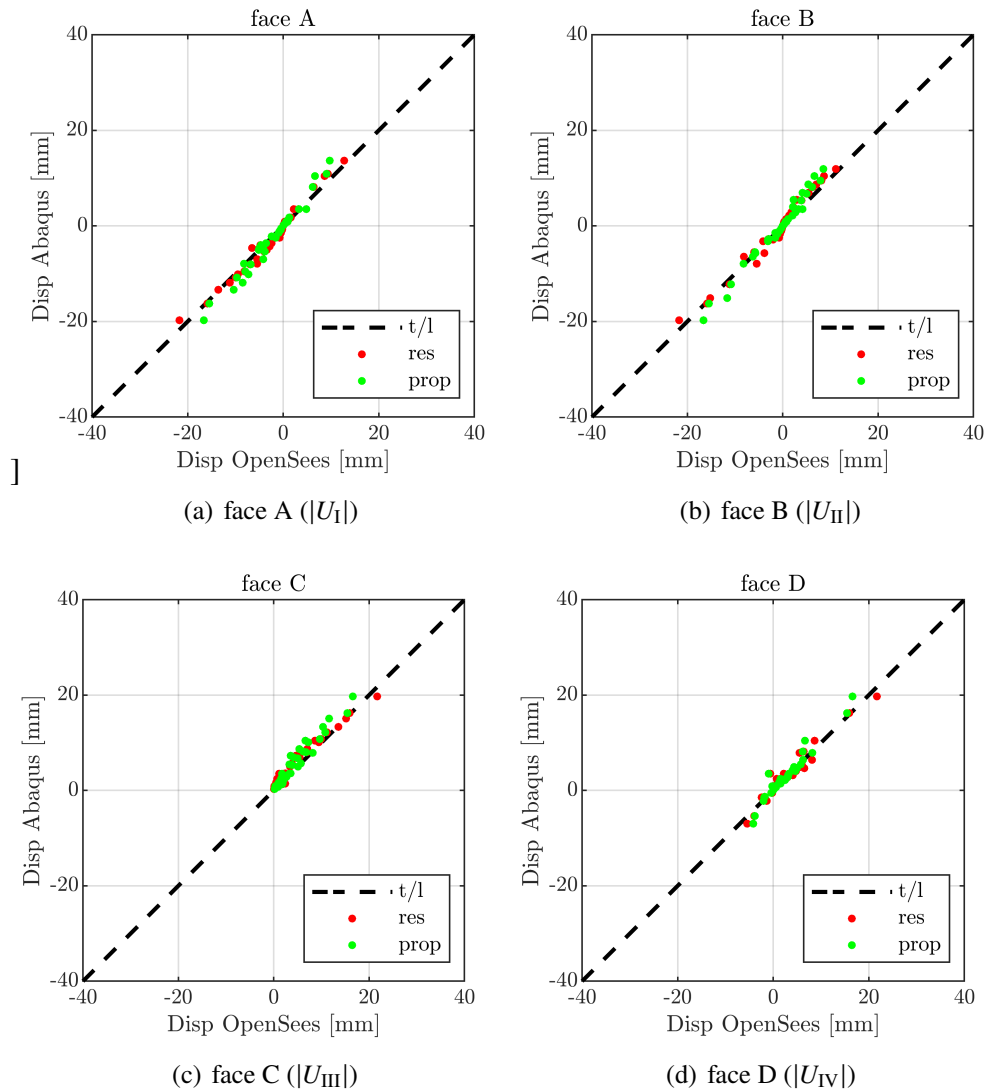 face A
40
20
0
-20
-40
-40 -20 0 20 40
Disp Abaqus [mm]
Disp OpenSees [mm]
t/l
res
prop
]
(a) face A (|U_I|)
face B
40
20
0
-20
-40
-40 -20 0 20 40
Disp Abaqus [mm]
Disp OpenSees [mm]
t/l
res
prop
(b) face B (|U_II|)
face C
40
20
0
-20
-40
-40 -20 0 20 40
Disp Abaqus [mm]
Disp OpenSees [mm]
t/l
res
prop
(c) face C (|U_III|)
face D
40
20
0
-20
-40
-40 -20 0 20 40
Disp Abaqus [mm]
Disp OpenSees [mm]
t/l
res
prop
(d) face D (|U_IV|)